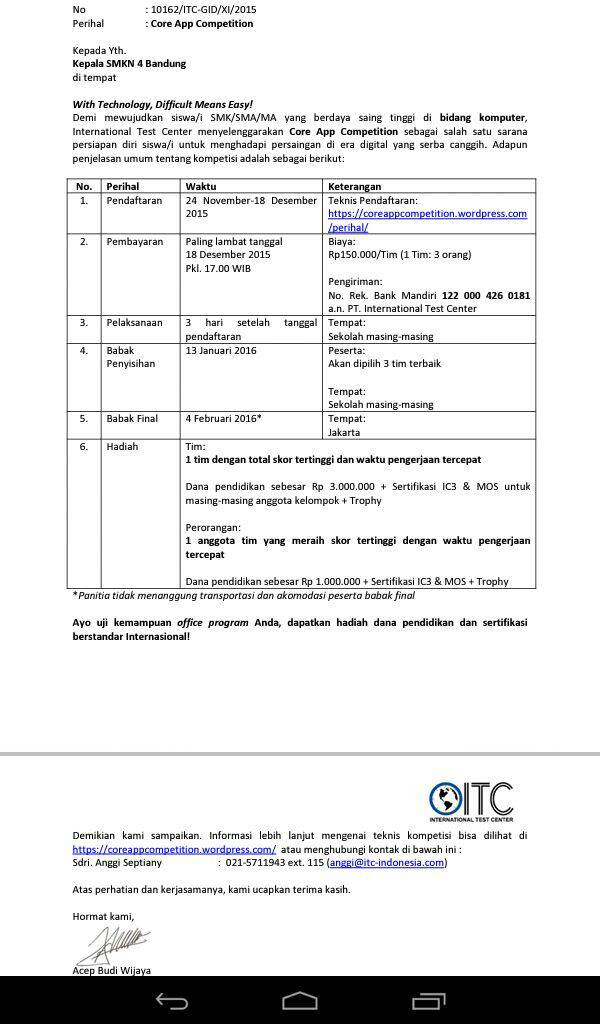 No : 10162/ITC-GID/XI/2015
Perihal : Core App Competition
Kepada Yth.
Kepala SMKN 4 Bandung
di tempat
With Technology, Difficult Means Easy!
Demi mewujudkan siswa/i SMK/SMA/MA yang berdaya saing tinggi di bidang komputer,
International Test Center menyelenggarakan Core App Competition sebagai salah satu sarana
persiapan diri siswa/i untuk menghadapi persaingan di era digital yang serba canggih. Adapun
penjelasan umum tentang kompetisi adalah sebagai berikut:
No. Perihal Waktu Keterangan
1. Pendaftaran 24 November-18 Desember Teknis Pendaftaran:
2015 https://coreappcompetition.wordpress.com
/perihal/
2. Pembayaran Paling lambat tanggal Biaya:
18 Desember 2015 Rp150.000/Tim (1 Tim: 3 orang)
Pkl. 17.00 WIB
Pengiriman:
No. Rek. Bank Mandiri 122 000 426 0181
a.n. PT. International Test Center
3. Pelaksanaan 3 hari setelah tanggal Tempat:
pendaftaran Sekolah masing-masing
4. Babak 13 Januari 2016 Peserta:
Penyisihan Akan dipilih 3 tim terbaik
Tempat:
Sekolah masing-masing
5. Babak Final 4 Februari 2016* Tempat:
Jakarta
6. Hadiah Tim:
1 tim dengan total skor tertinggi dan waktu pengerjaan tercepat
Dana pendidikan sebesar Rp 3.000.000 + Sertifikasi IC3 & MOS untuk
masing-masing anggota kelompok + Trophy
Perorangan:
1 anggota tim yang meraih skor tertinggi dengan waktu pengerjaan
tercepat
Dana pendidikan sebesar Rp 1.000.000 + Sertifikasi IC3 & MOS + Trophy
*Panitia tidak menanggung transportasi dan akomodasi peserta babak final
Ayo uji kemampuan office program Anda, dapatkan hadiah dana pendidikan dan sertifikasi
berstandar Internasional!
ITC
INTERNATIONAL TEST CENTER
Demikian kami sampaikan. Informasi lebih lanjut mengenai teknis kompetisi bisa dilihat di
https://coreappcompetition.wordpress.com/ atau menghubungi kontak di bawah ini :
Sdri. Anggi Septiany : 021-5711943 ext. 115 (anggi@itc-indonesia.com)
Atas perhatian dan kerjasamanya, kami ucapkan terima kasih.
Hormat kami,
Acep Budi Wijaya